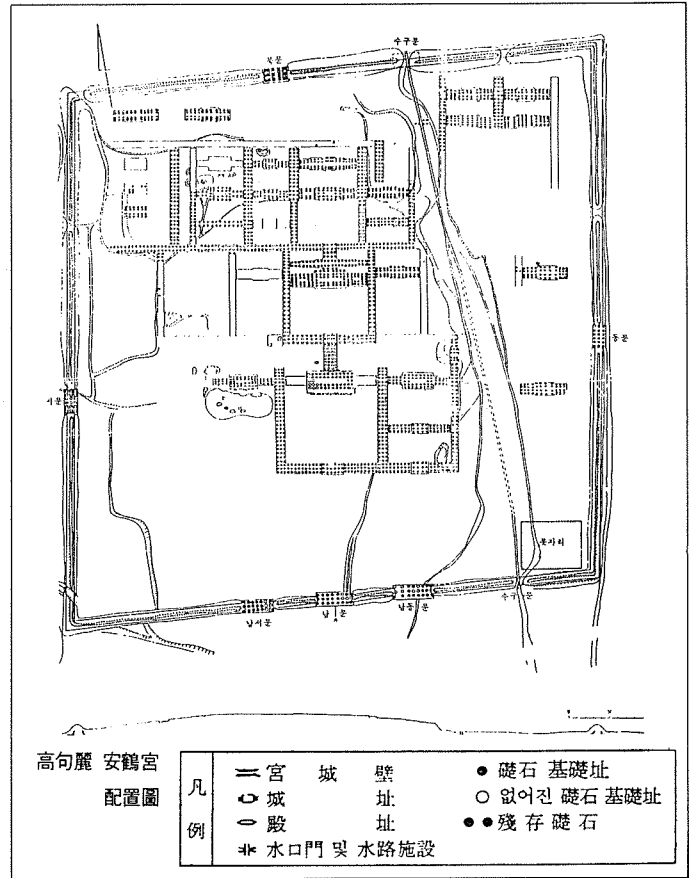 북문
수구문
서문
동문
못자리
남서문
남문
남동문
수구문
高句麗 安鶴宮
配置圖
凡例
宮城壁
城址
殿址
水口門 및 水路施設
礎石 基礎址
없어진 礎石 基礎址
殘存礎石